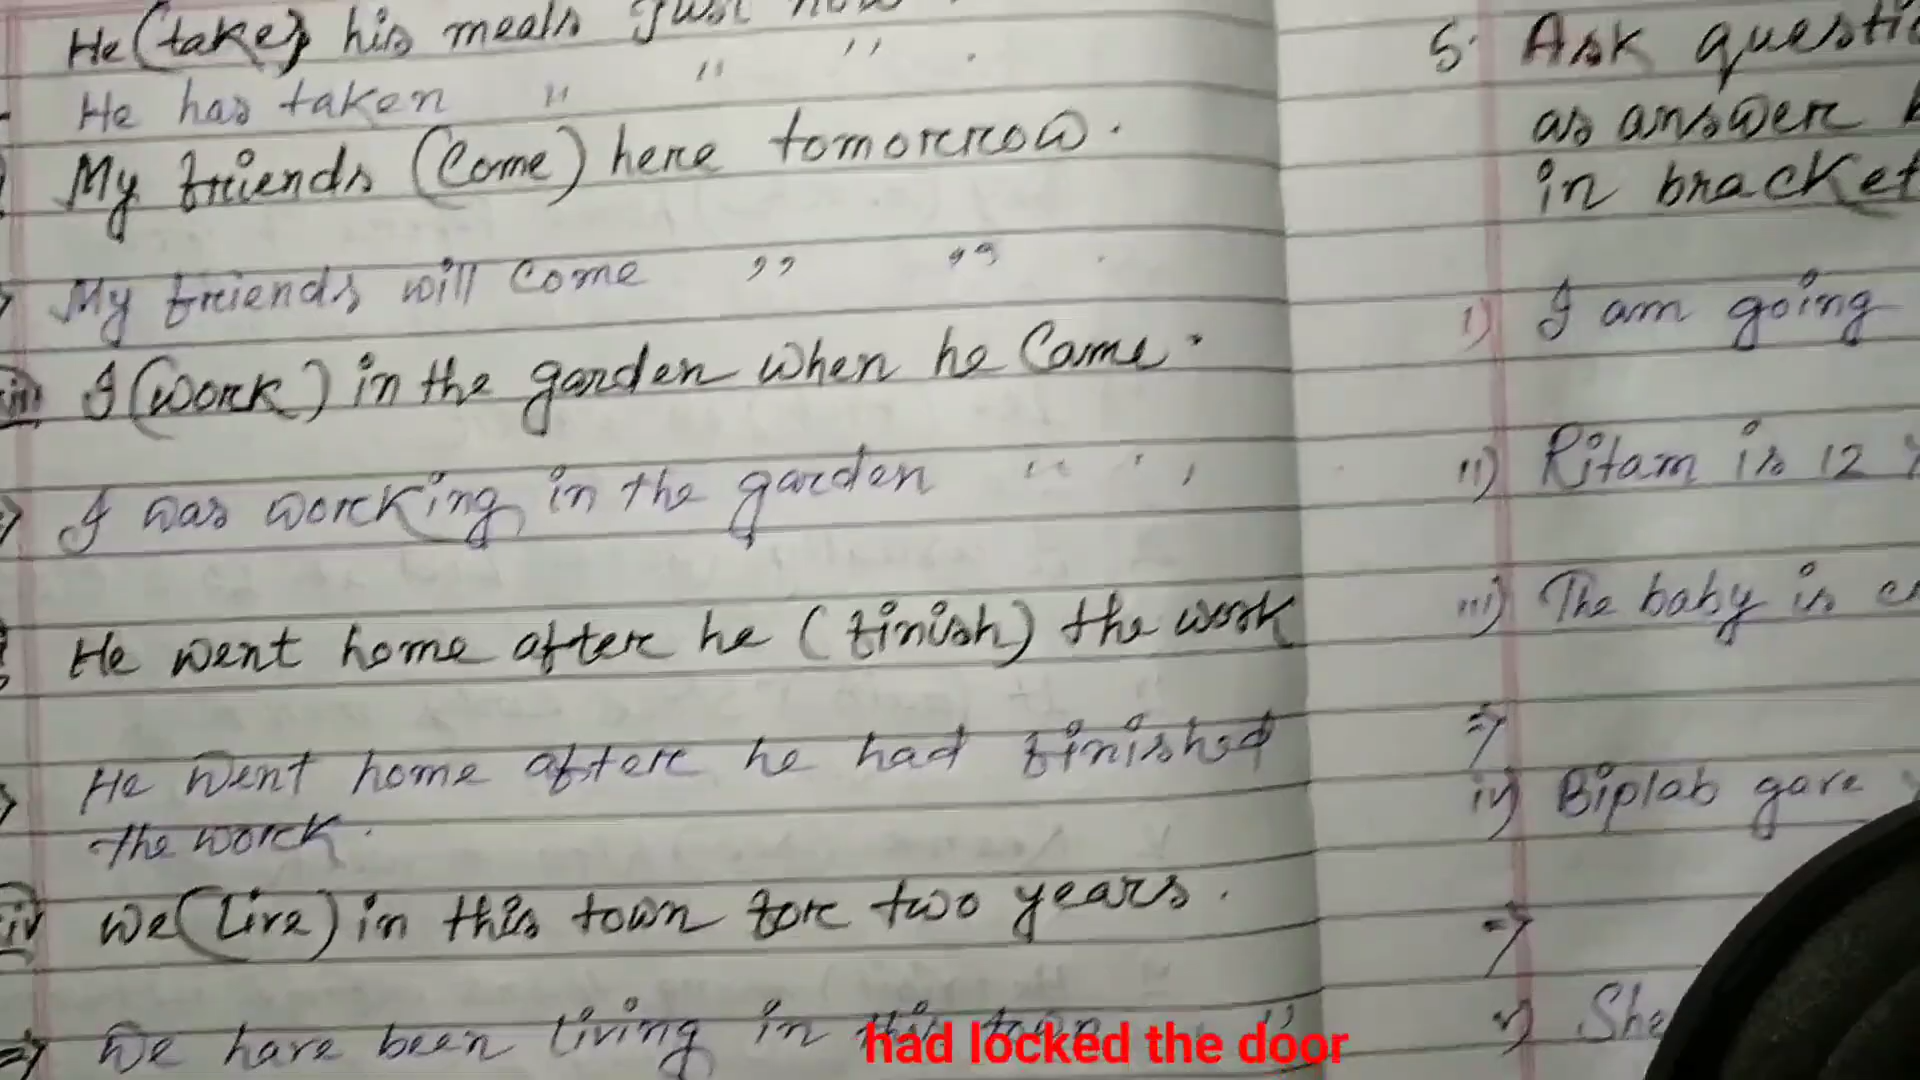 He (take) his meals just now
He has taken " " " .
My friends (Come) here tomorrow.
My friends will Come " " .
I (work) in the garden when he Came.
I was working in the garden " " "
He went home after he (finish) the work
He went home after he had finished
the work.
iv We (Live) in this town for two years.
=> We have been living in this town " "
had locked the door
5. Ask
as answer
in bracket
i) I am going
ii) Ritam is 12
iii) The baby is
=>
iv) Biplab gave
=>
v) She